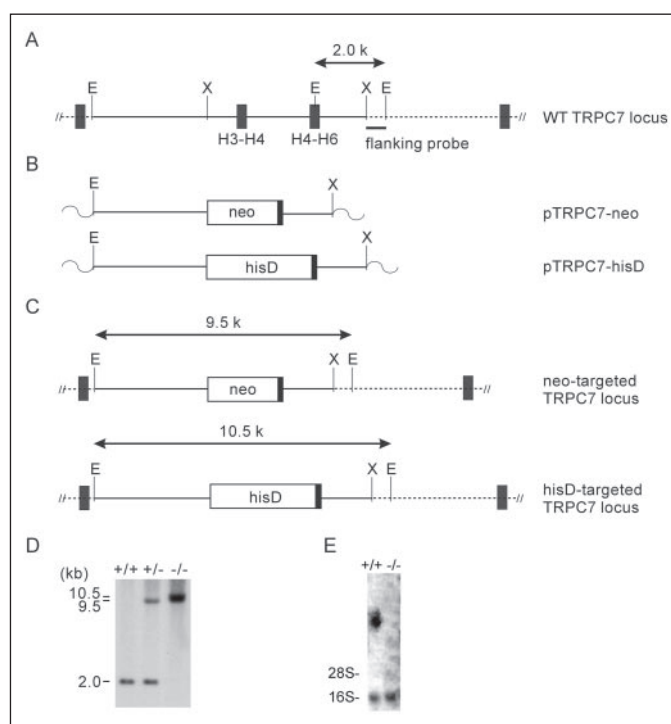 A
2.0 k
E X E X E
H3-H4 H4-H6 flanking probe
WT TRPC7 locus
B
E X
neo
pTRPC7-neo
E X
hisD
pTRPC7-hisD
C
9.5 k
E X E
neo
neo-targeted
TRPC7 locus
10.5 k
E X E
hisD
hisD-targeted
TRPC7 locus
D
+/+ +/- -/-
(kb)
10.5
9.5
2.0
E
+/+ -/-
28S
16S